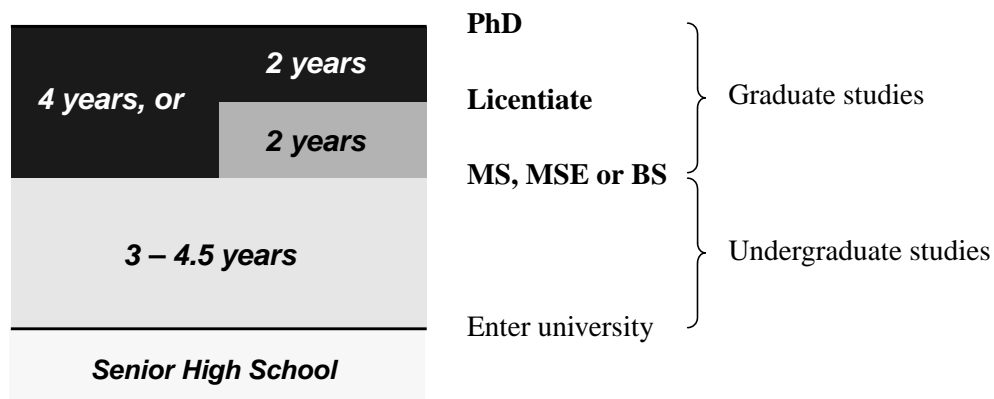 PhD
2 years
4 years, or
Licentiate
Graduate studies
2 years
MS, MSE or BS
3 – 4.5 years
Undergraduate studies
Enter university
Senior High School